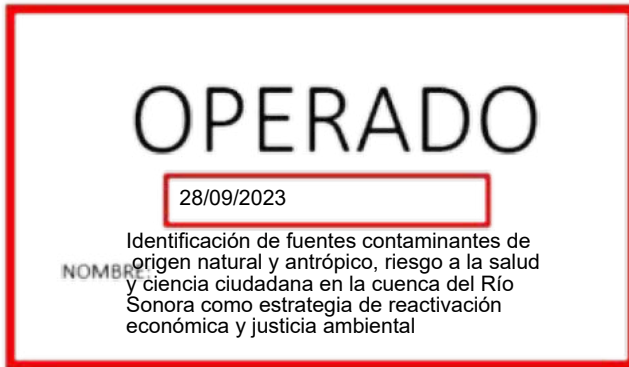 OPERADO
28/09/2023
Identificación de fuentes contaminantes de
NOMBRE: origen natural y antrópico, riesgo a la salud
y ciencia ciudadana en la cuenca del Río
Sonora como estrategia de reactivación
económica y justicia ambiental